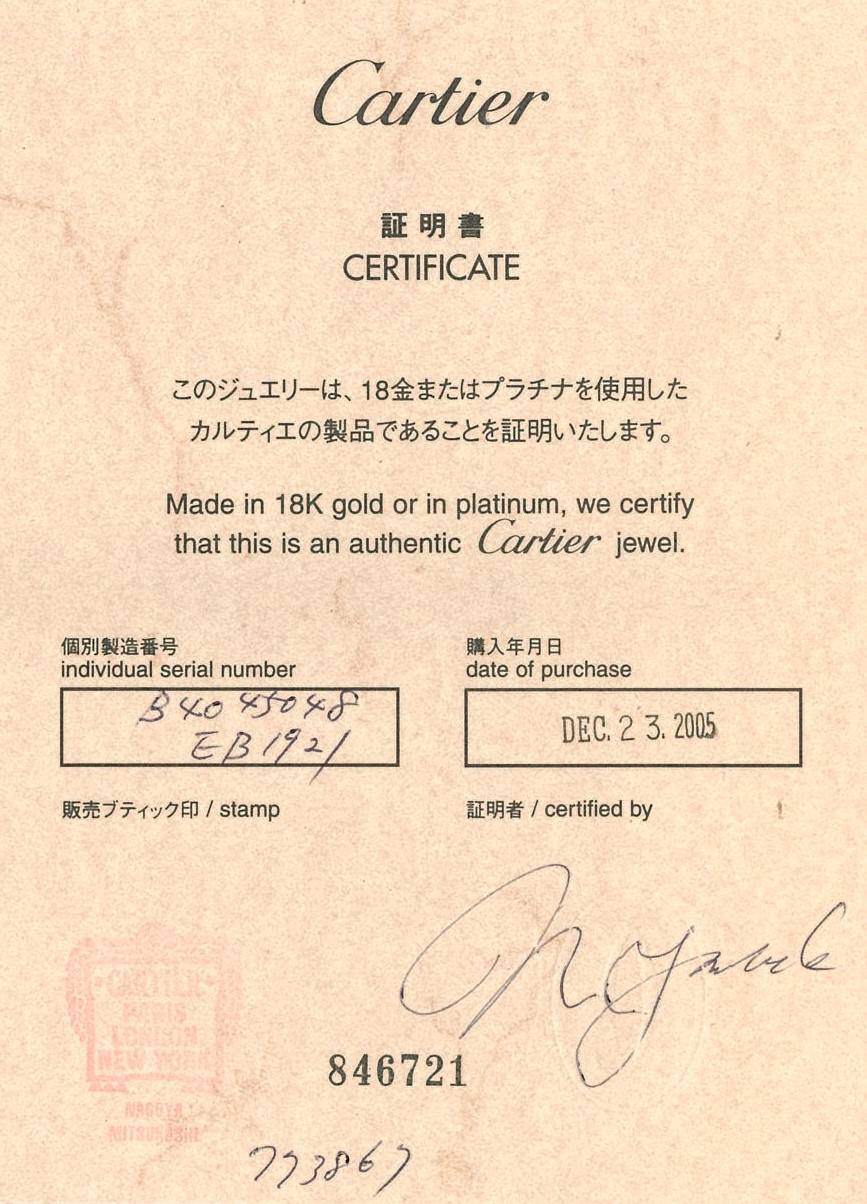 Cartier
証明書
CERTIFICATE
このジュエリーは、18金またはプラチナを使用した
カルティエの製品であることを証明いたします。
Made in 18K gold or in platinum, we certify
that this is an authentic Cartier jewel.
個別製造番号
individual serial number
B4045048
EB1921
購入年月日
date of purchase
DEC. 23. 2005
販売ブティック印 / stamp
証明者 / certified by
CARTIER
PARIS
LONDON
NEW YORK
NAGOYA
MITSUKOSHI
846721
773867